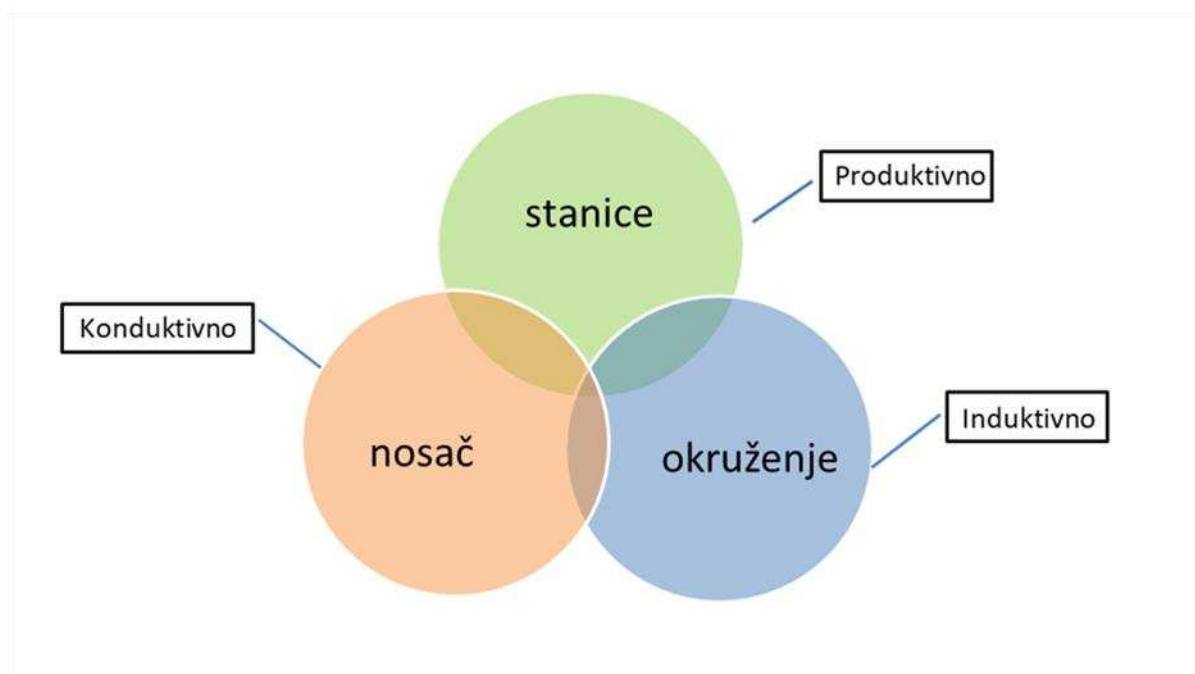 Produktivno
stanice
Konduktivno
Induktivno
nosač
okruženje